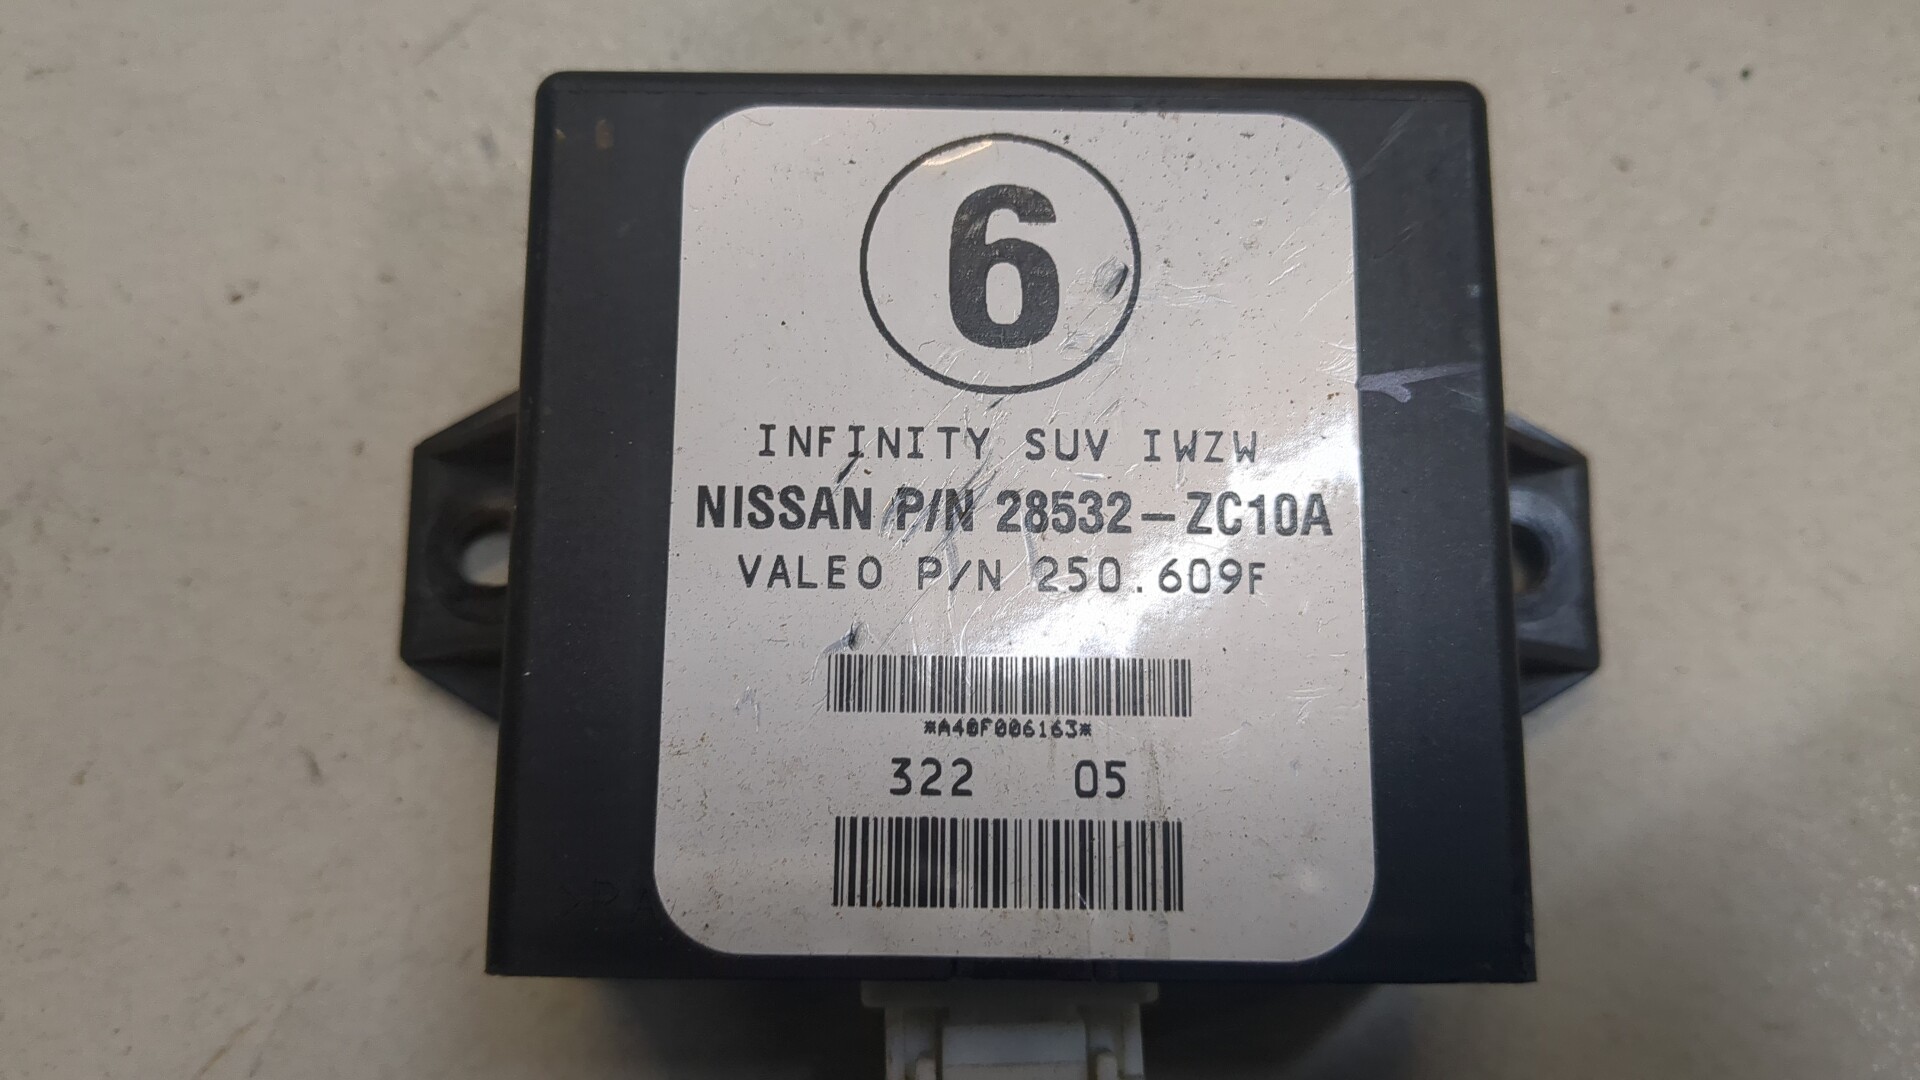 6
INFINITY SUV IWZW
NISSAN P/N 28532-ZC10A
VALEO P/N 250.609F
*A40F006163*
322 05